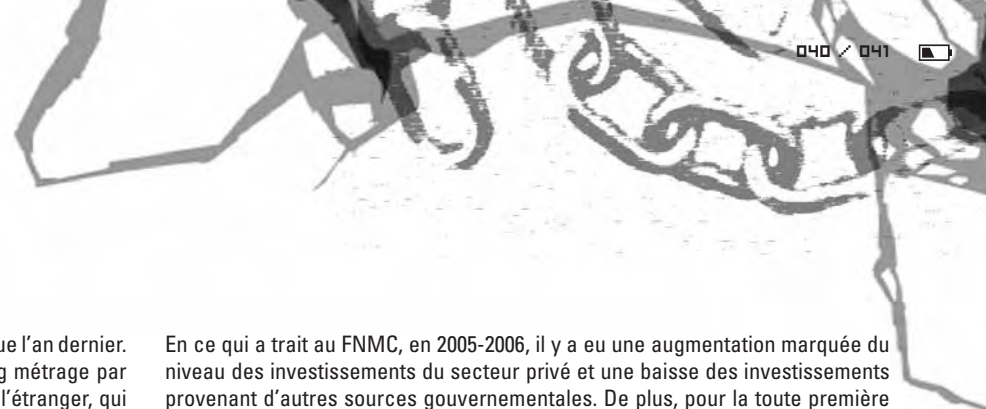 040 / 041
ue l'an dernier.
g métrage par
l'étranger, qui
En ce qui a trait au FNMC, en 2005-2006, il y a eu une augmentation marquée du
niveau des investissements du secteur privé et une baisse des investissements
provenant d'autres sources gouvernementales. De plus, pour la toute première